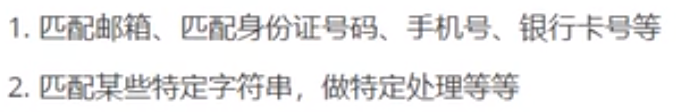 1. 匹配邮箱、匹配身份证号码、手机号、银行卡号等
2. 匹配某些特定字符串，做特定处理等等